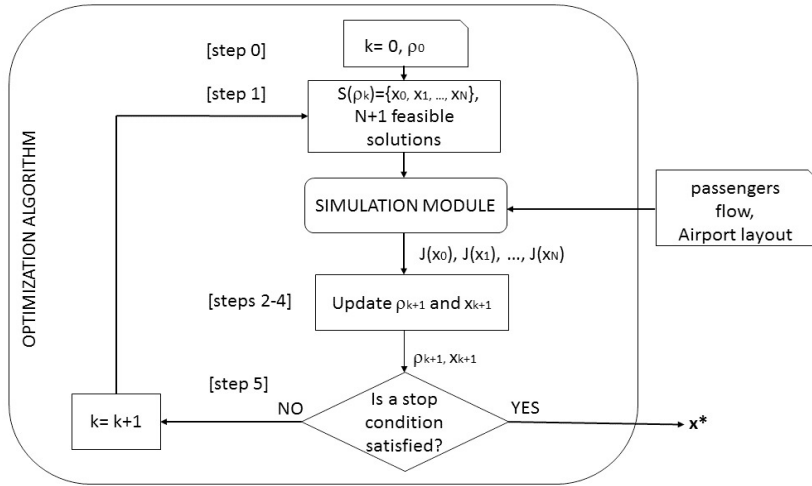 [step 0]
k= 0, ρ0
[step 1]
S(ρk)={x0, x1, ..., xN},
N+1 feasible
solutions
OPTIMIZATION ALGORITHM
SIMULATION MODULE
passengers
flow,
Airport layout
J(x0), J(x1), ..., J(xN)
[steps 2-4]
Update ρk+1 and xk+1
ρk+1, xk+1
[step 5]
Is a stop
condition
satisfied?
NO
YES
k= k+1
x*